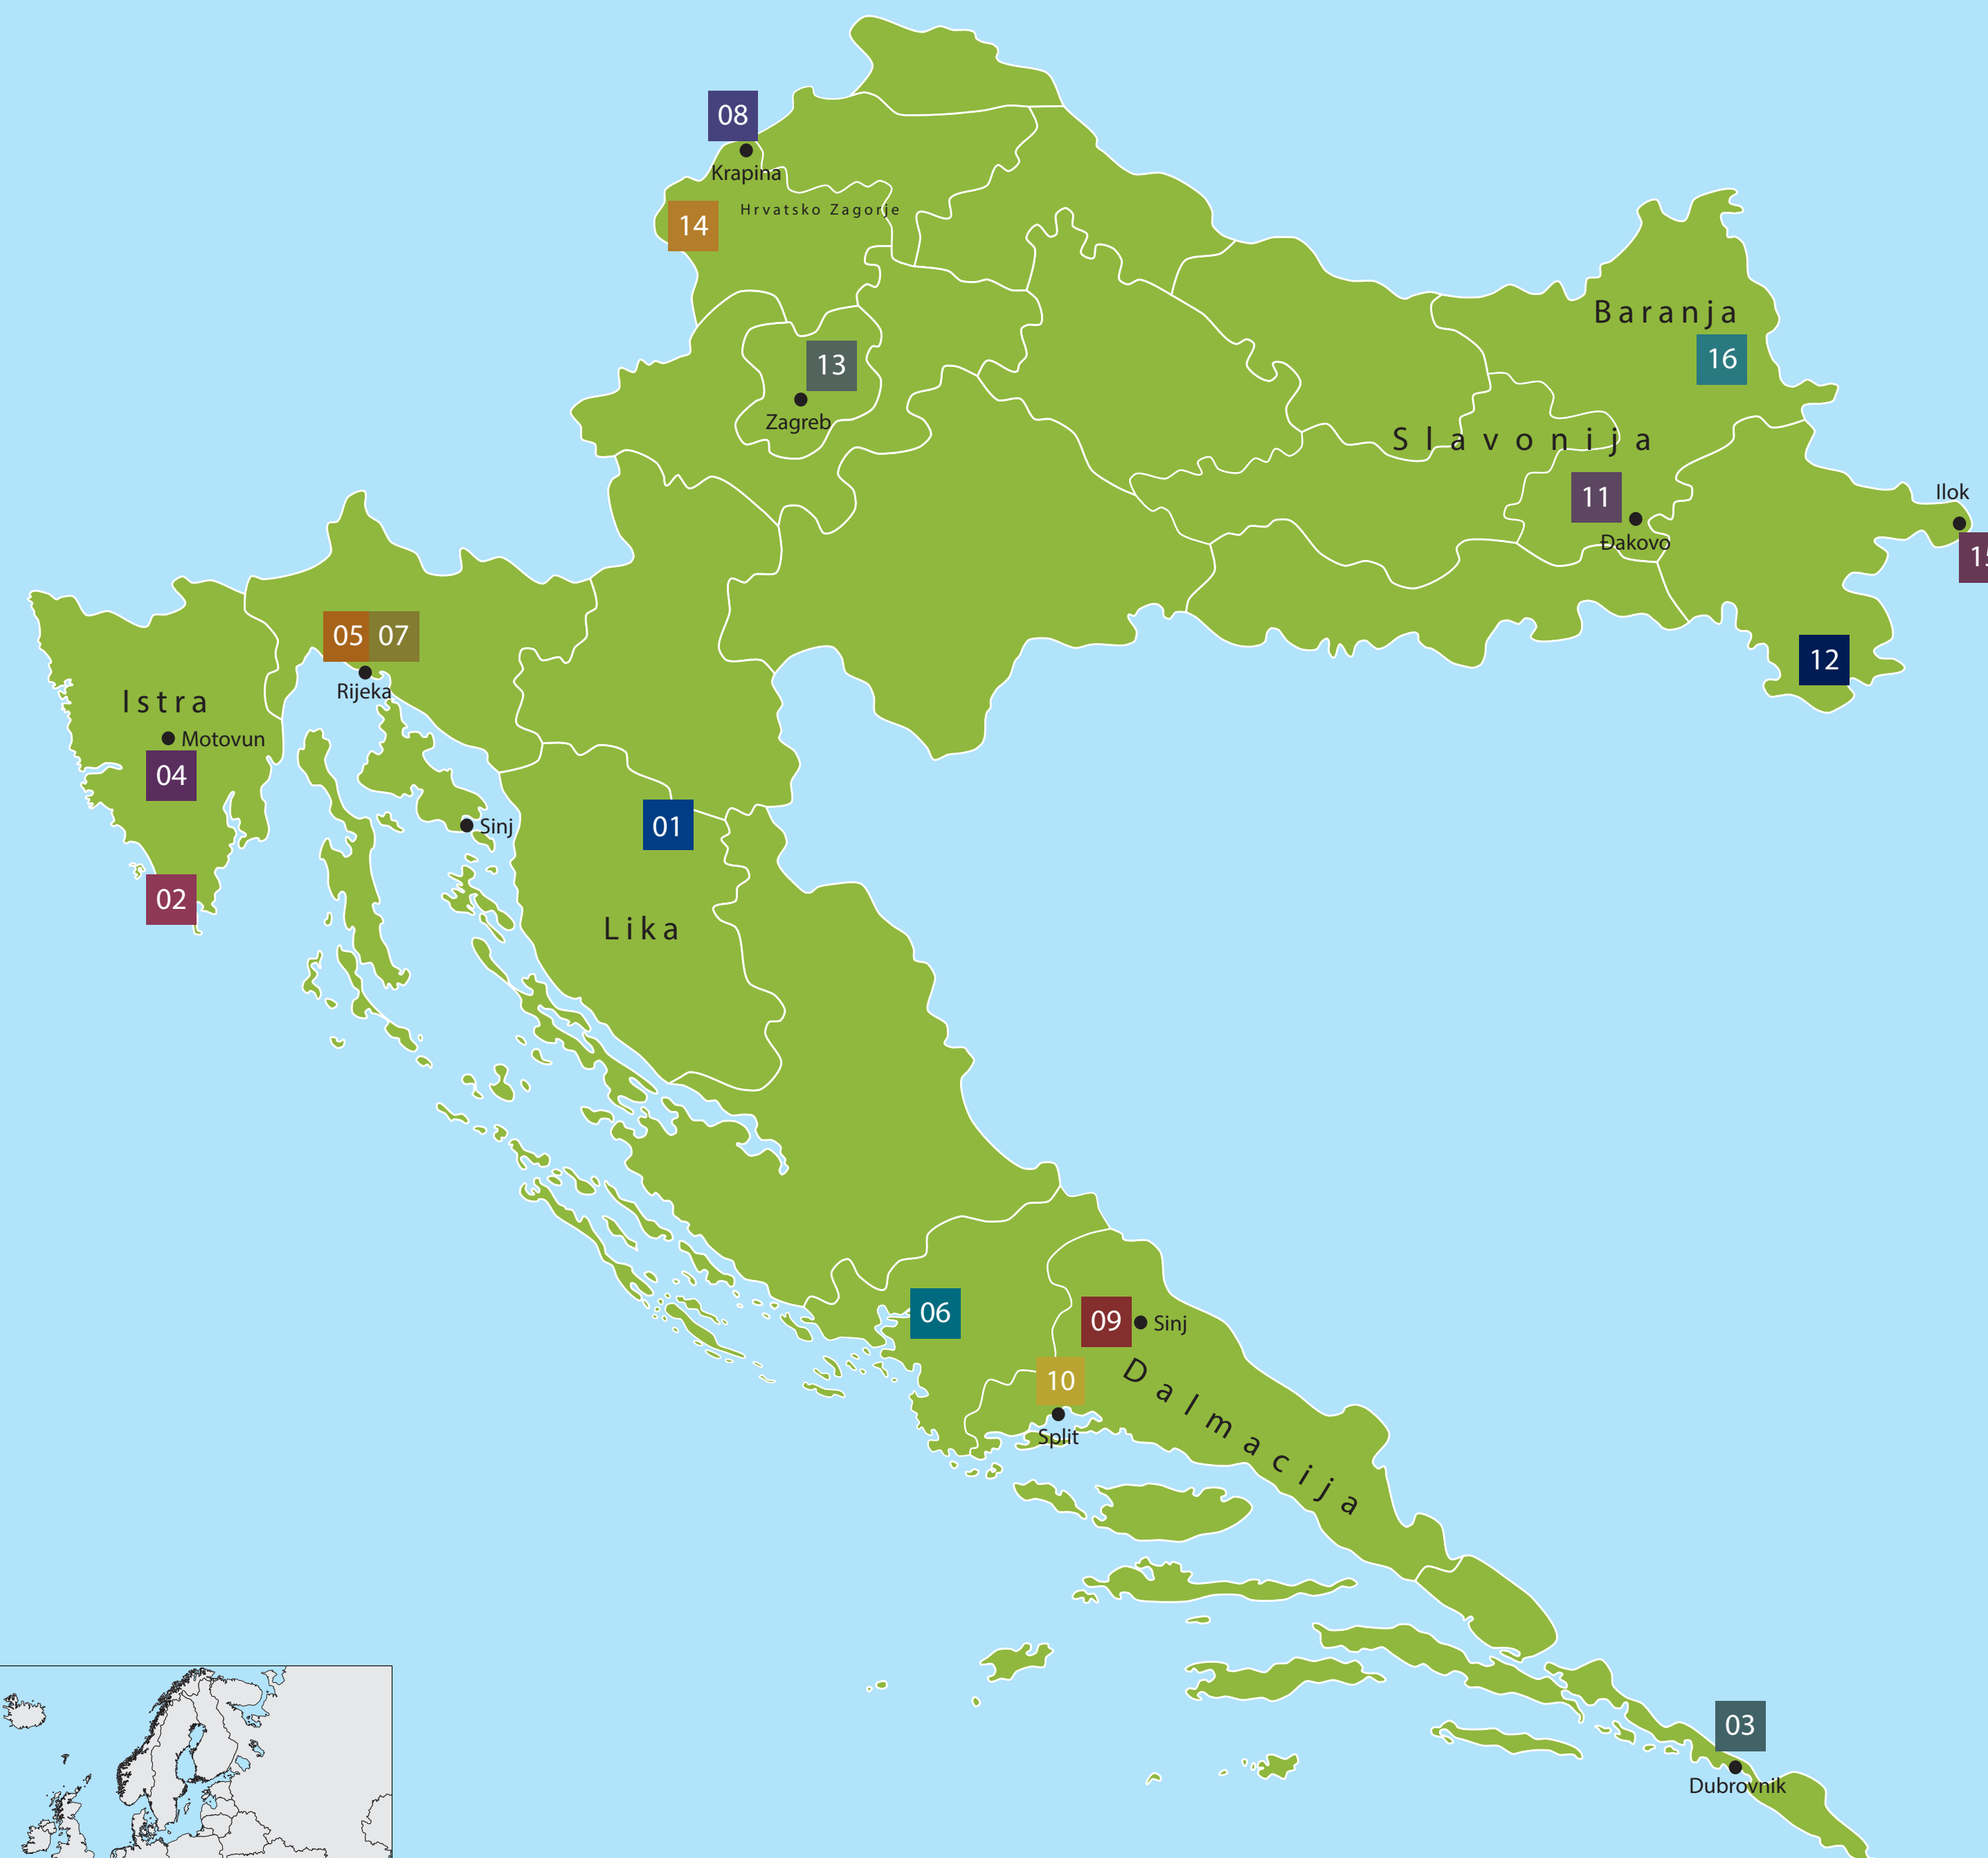 08
Krapina
14
Hrvatsko Zagorje
Baranja
13
16
Zagreb
Slavonija
11
Ilok
Đakovo
15
05 07
12
Rijeka
Istra
Motovun
04
01
Sinj
02
Lika
06
09
Sinj
10
Dalmacija
Split
03
Dubrovnik